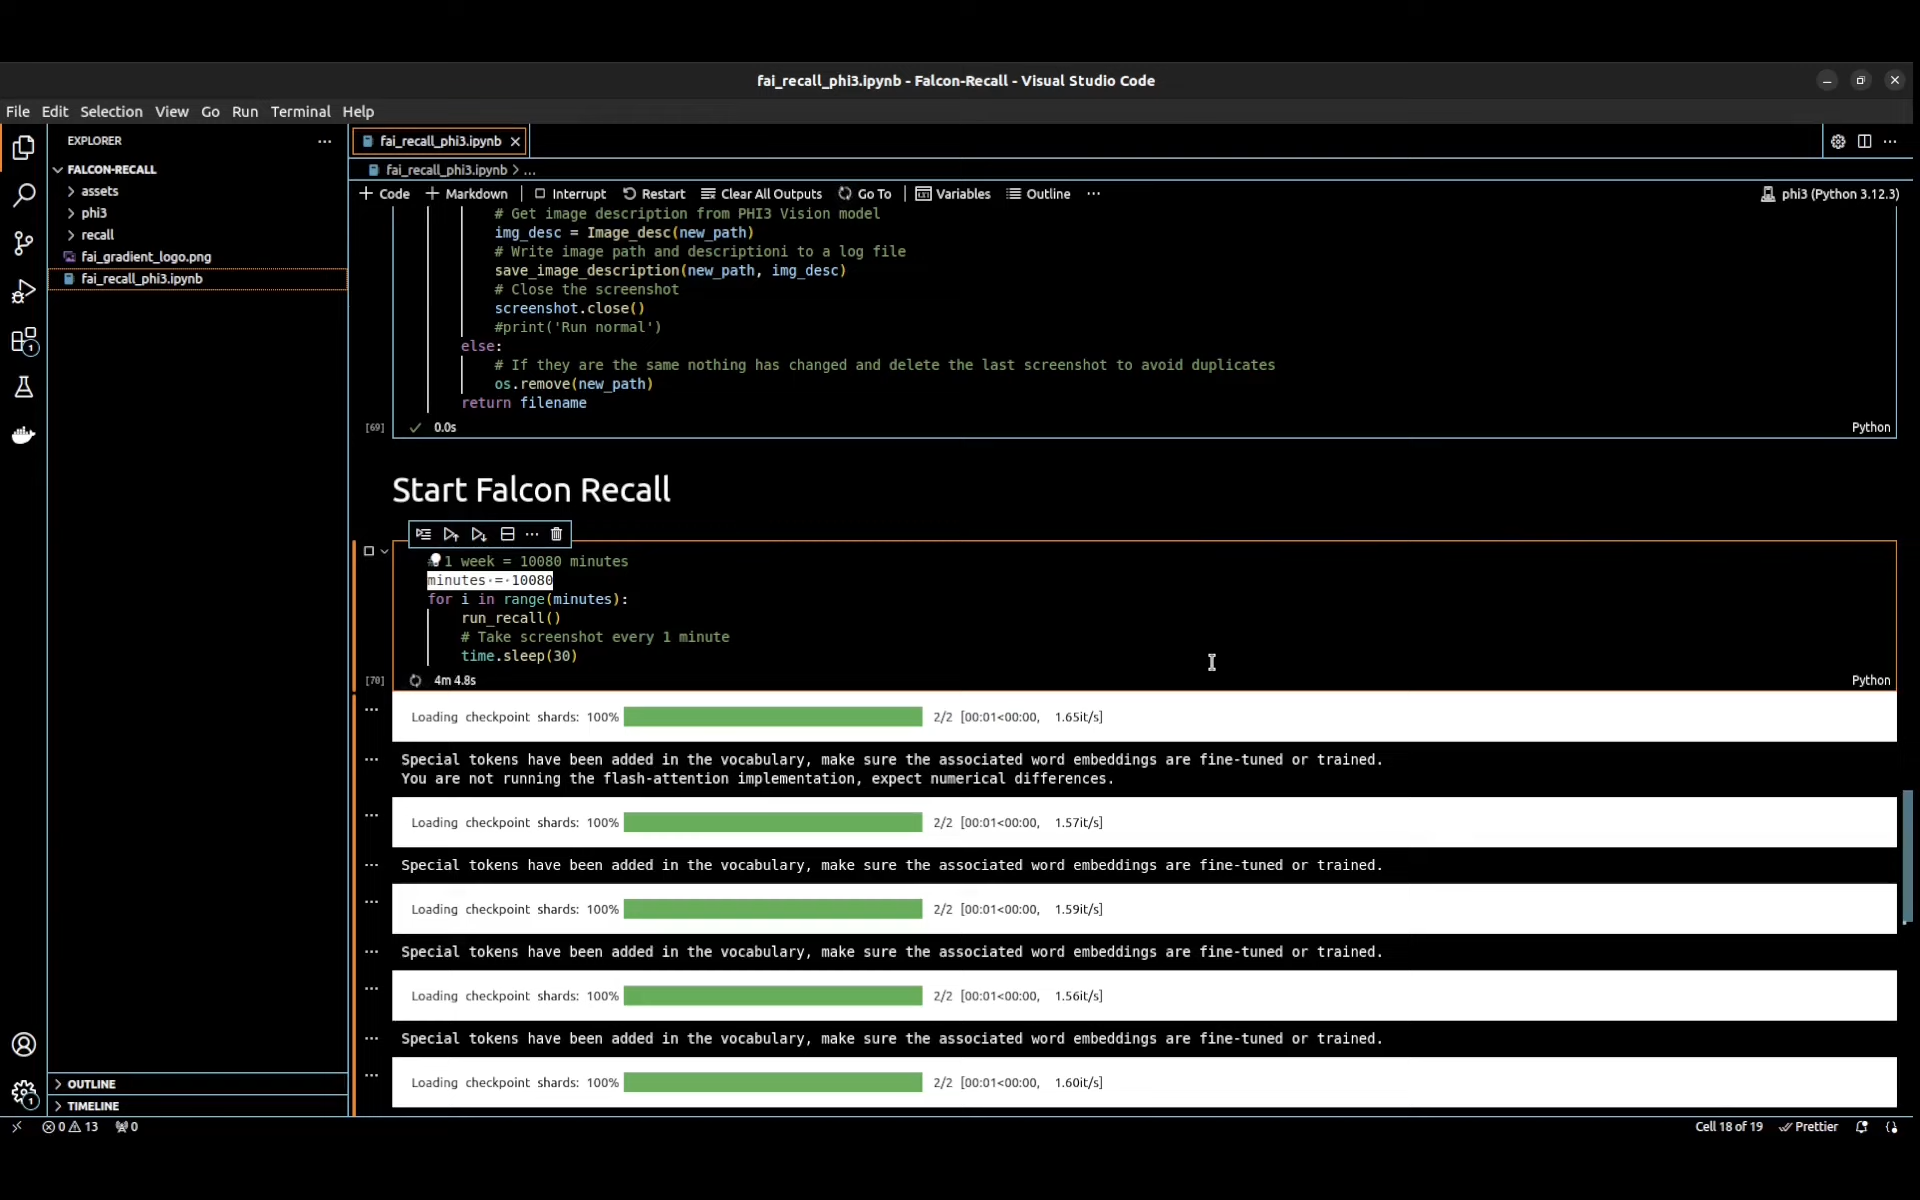 fai_recall_phi3.ipynb - Falcon-Recall - Visual Studio Code
File Edit Selection View Go Run Terminal Help
EXPLORER
FALCON-RECALL
assets
phi3
recall
fai_gradient_logo.png
fai_recall_phi3.ipynb
OUTLINE
TIMELINE
fai_recall_phi3.ipynb
fai_recall_phi3.ipynb > ...
+ Code + Markdown | Interrupt Restart Clear All Outputs Go To | Variables Outline ...
phi3 (Python 3.12.3)
# Get image description from PHI3 Vision model
img_desc = Image_desc(new_path)
# Write image path and descriptioni to a log file
save_image_description(new_path, img_desc)
# Close the screenshot
screenshot.close()
#print('Run normal')
else:
# If they are the same nothing has changed and delete the last screenshot to avoid duplicates
os.remove(new_path)
return filename
[69] 0.0s Python
Start Falcon Recall
1 week = 10080 minutes
minutes = 10080
for i in range(minutes):
run_recall()
# Take screenshot every 1 minute
time.sleep(30)
[70] 4m 4.8s Python
Loading checkpoint shards: 100% 2/2 [00:01<00:00, 1.65it/s]
Special tokens have been added in the vocabulary, make sure the associated word embeddings are fine-tuned or trained.
You are not running the flash-attention implementation, expect numerical differences.
Loading checkpoint shards: 100% 2/2 [00:01<00:00, 1.57it/s]
Special tokens have been added in the vocabulary, make sure the associated word embeddings are fine-tuned or trained.
Loading checkpoint shards: 100% 2/2 [00:01<00:00, 1.59it/s]
Special tokens have been added in the vocabulary, make sure the associated word embeddings are fine-tuned or trained.
Loading checkpoint shards: 100% 2/2 [00:01<00:00, 1.56it/s]
Special tokens have been added in the vocabulary, make sure the associated word embeddings are fine-tuned or trained.
Loading checkpoint shards: 100% 2/2 [00:01<00:00, 1.60it/s]
0 13 0
Cell 18 of 19 Prettier